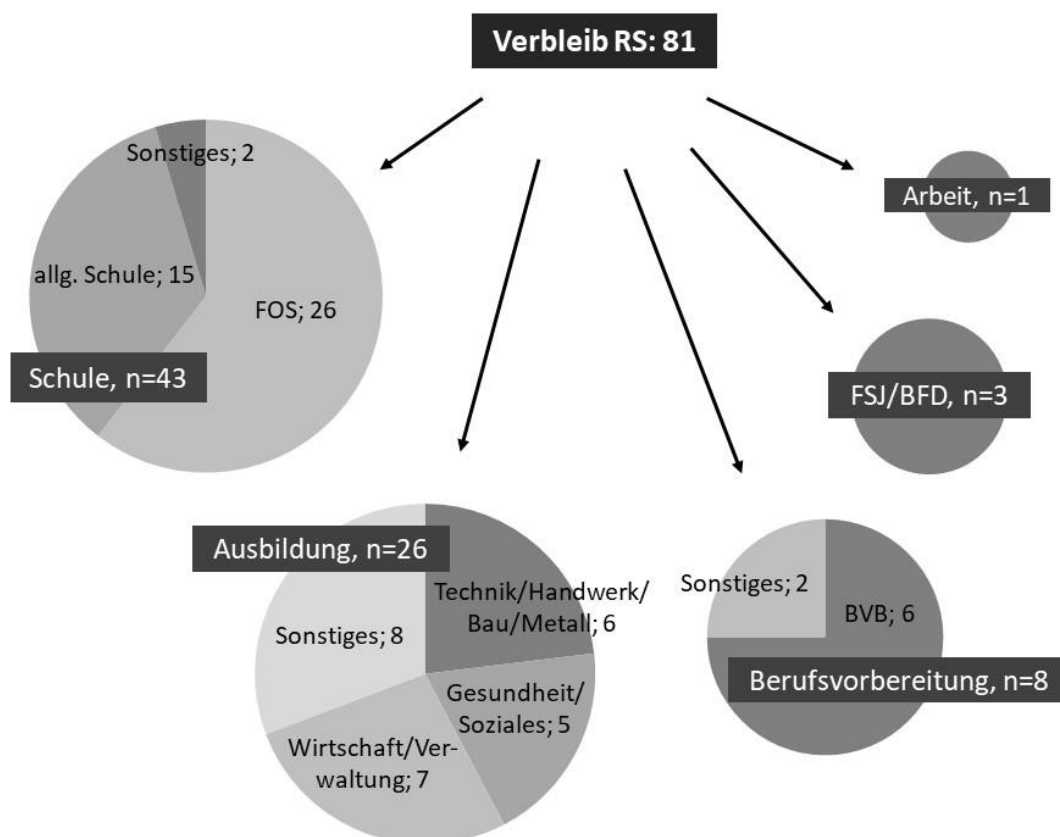 Verbleib RS: 81
Sonstiges; 2
allg. Schule; 15
FOS; 26
Schule, n=43
Arbeit, n=1
FSJ/BFD, n=3
Ausbildung, n=26
Technik/Handwerk/
Bau/Metall; 6
Sonstiges; 8
Gesundheit/
Soziales; 5
Wirtschaft/Ver-
waltung; 7
Sonstiges; 2
BVB; 6
Berufsvorbereitung, n=8